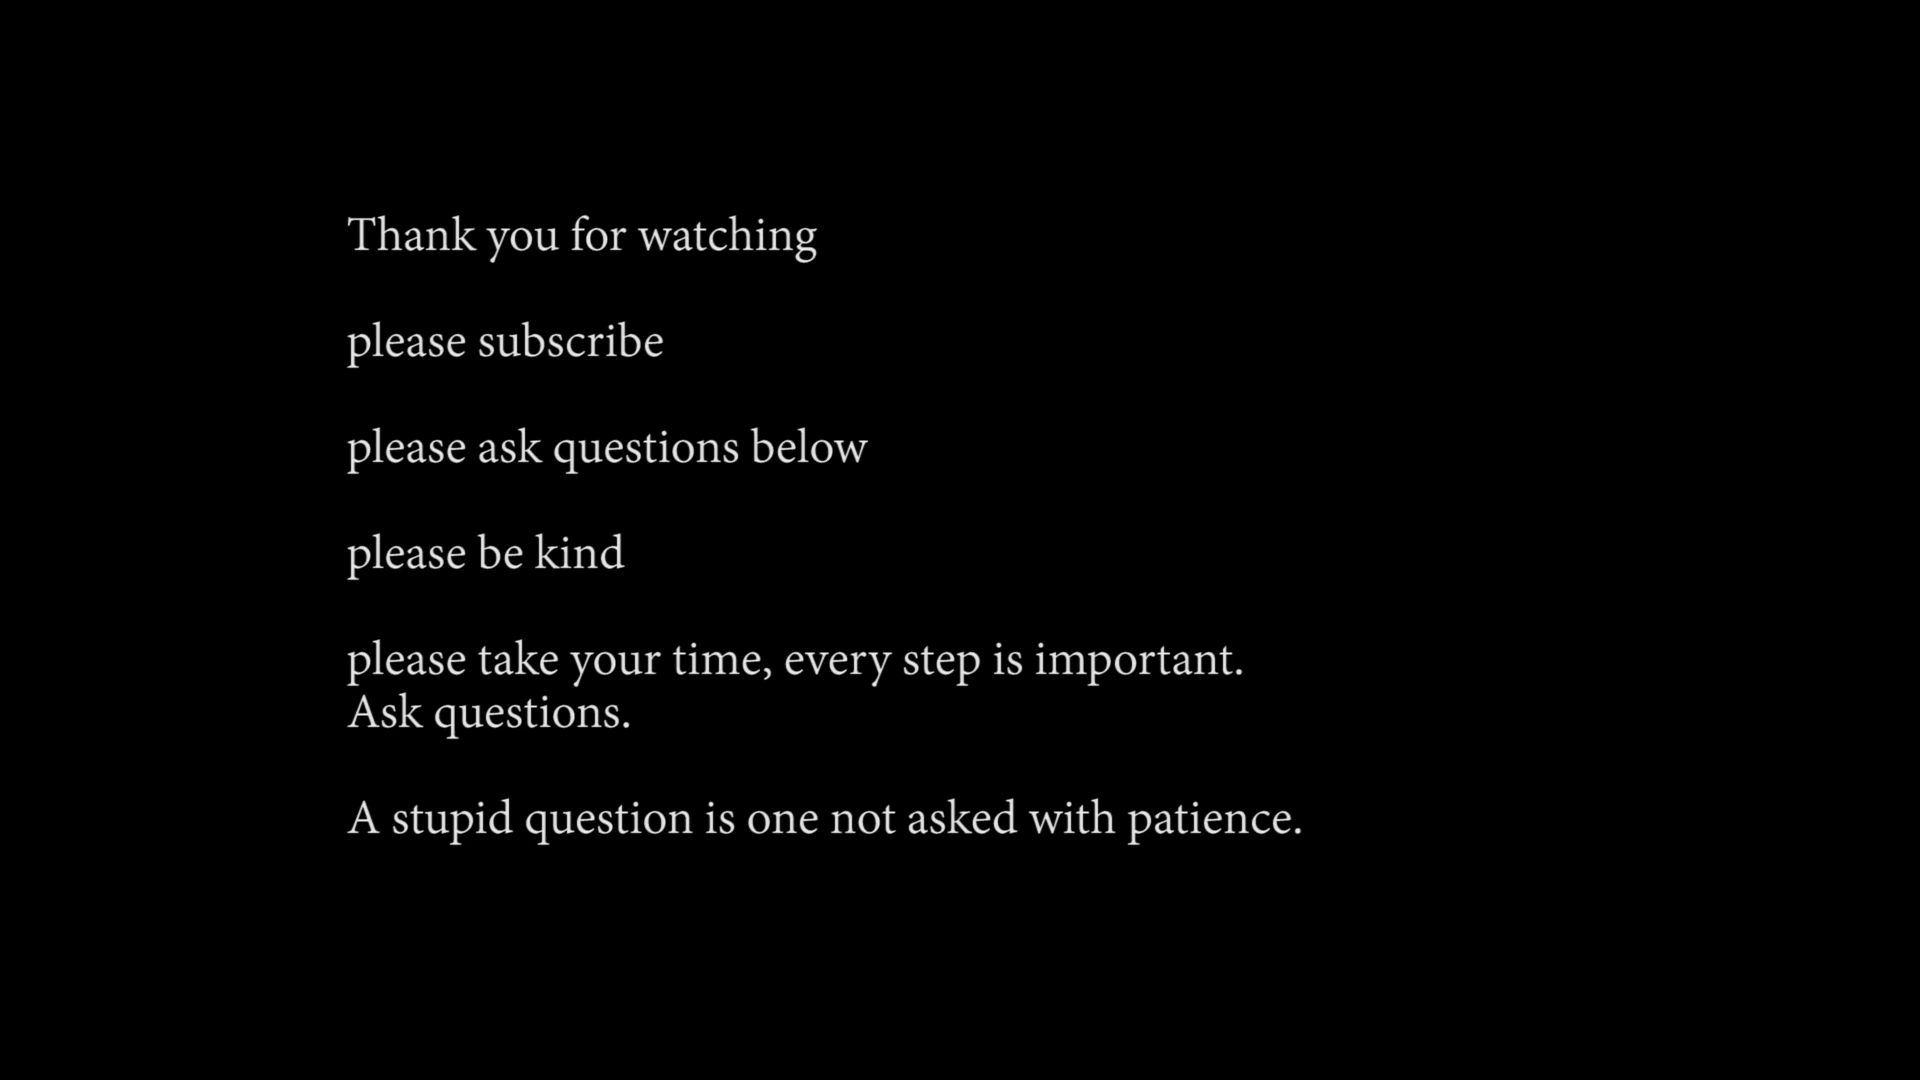 Thank you for watching
please subscribe
please ask questions below
please be kind
please take your time, every step is important.
Ask questions.
A stupid question is one not asked with patience.